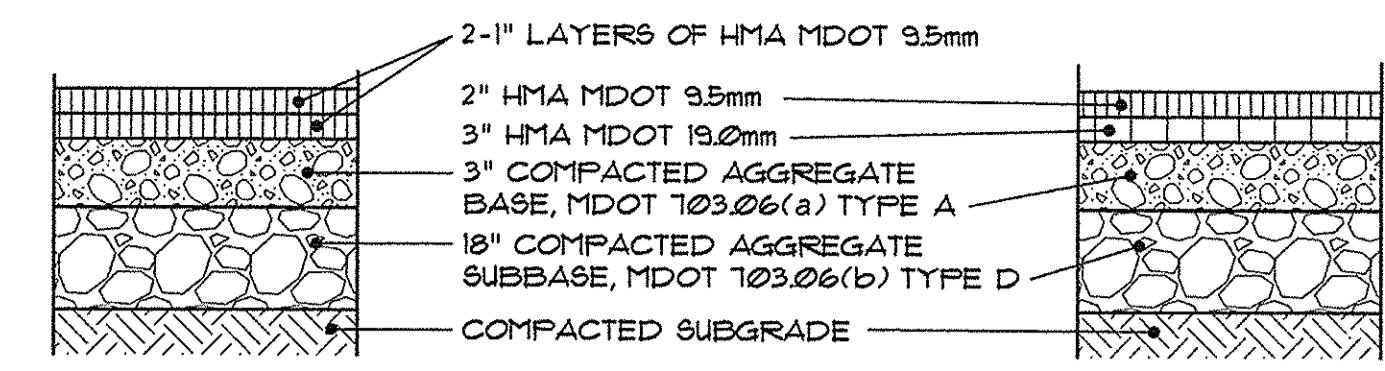 2-1" LAYERS OF HMA MDOT 9.5mm
2" HMA MDOT 9.5mm
3" HMA MDOT 19.0mm
3" COMPACTED AGGREGATE
BASE, MDOT 703.06(a) TYPE A
18" COMPACTED AGGREGATE
SUBBASE, MDOT 703.06(b) TYPE D
COMPACTED SUBGRADE